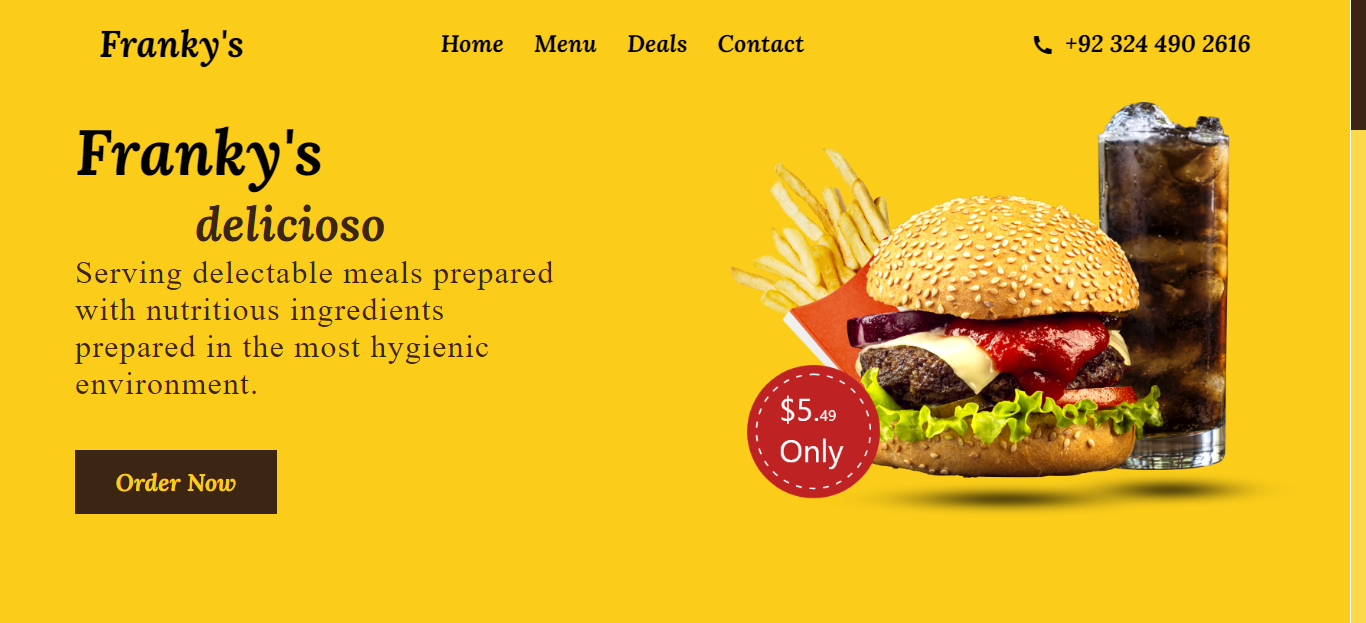 Franky's
Home Menu Deals Contact
+92 324 490 2616
Franky's
delicioso
Serving delectable meals prepared
with nutritious ingredients
prepared in the most hygienic
environment.
Order Now
$5.49
Only